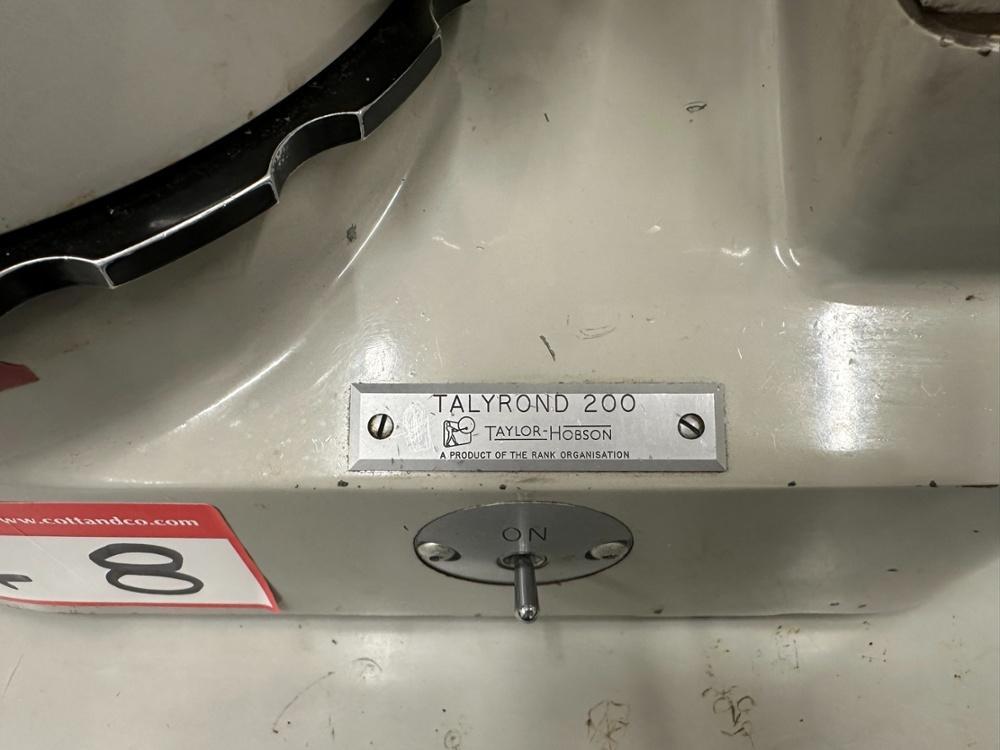 TALYROND 200
TAYLOR-HOBSON
A PRODUCT OF THE RANK ORGANISATION
ON
www.cottandco.com
8